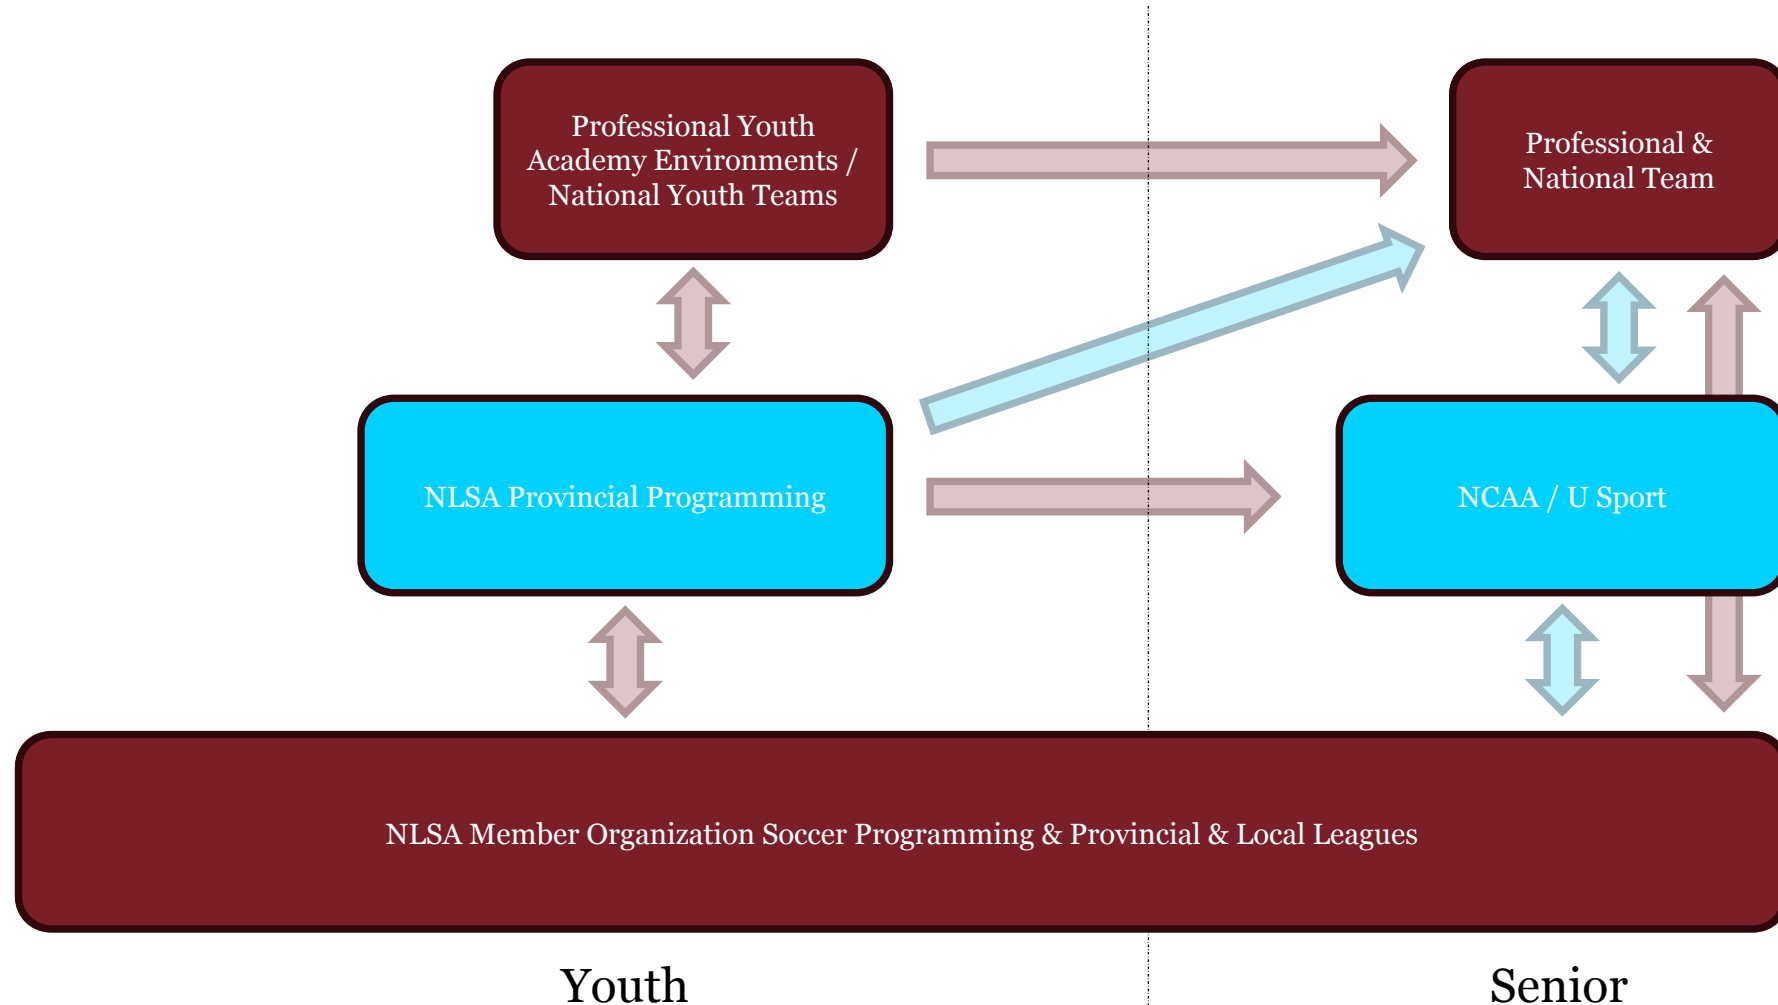 Professional Youth
Academy Environments /
National Youth Teams
Professional &
National Team
NLSA Provincial Programming
NCAA / U Sport
NLSA Member Organization Soccer Programming & Provincial & Local Leagues
Youth
Senior